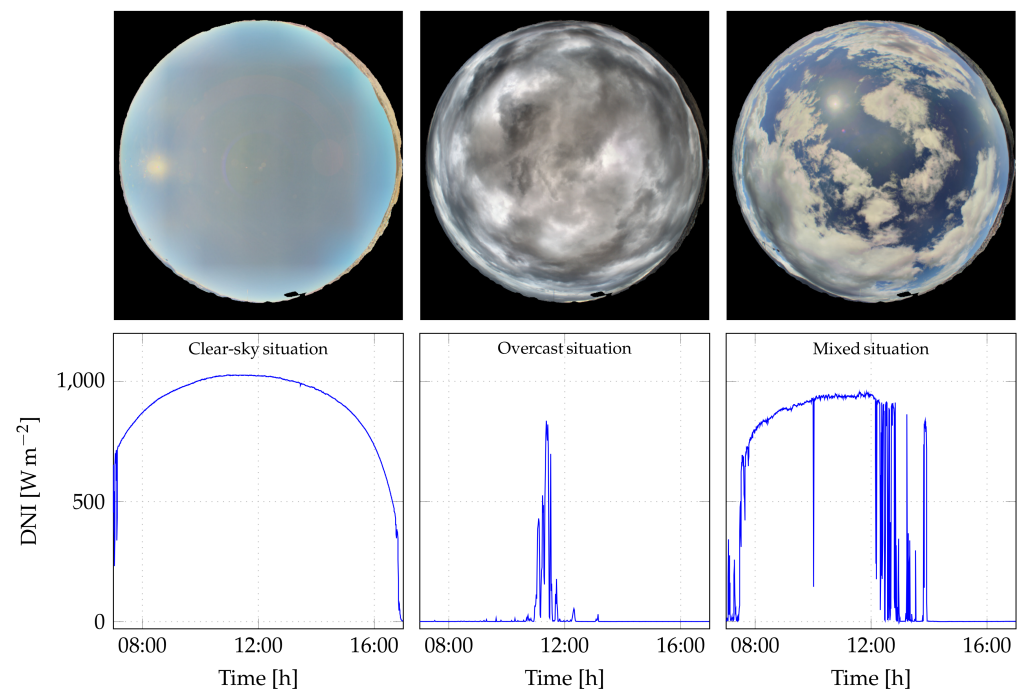 Clear-sky situation
Overcast situation
Mixed situation
1,000
500
0
DNI [W m−2]
08:00 12:00 16:00
08:00 12:00 16:00
08:00 12:00 16:00
Time [h]
Time [h]
Time [h]